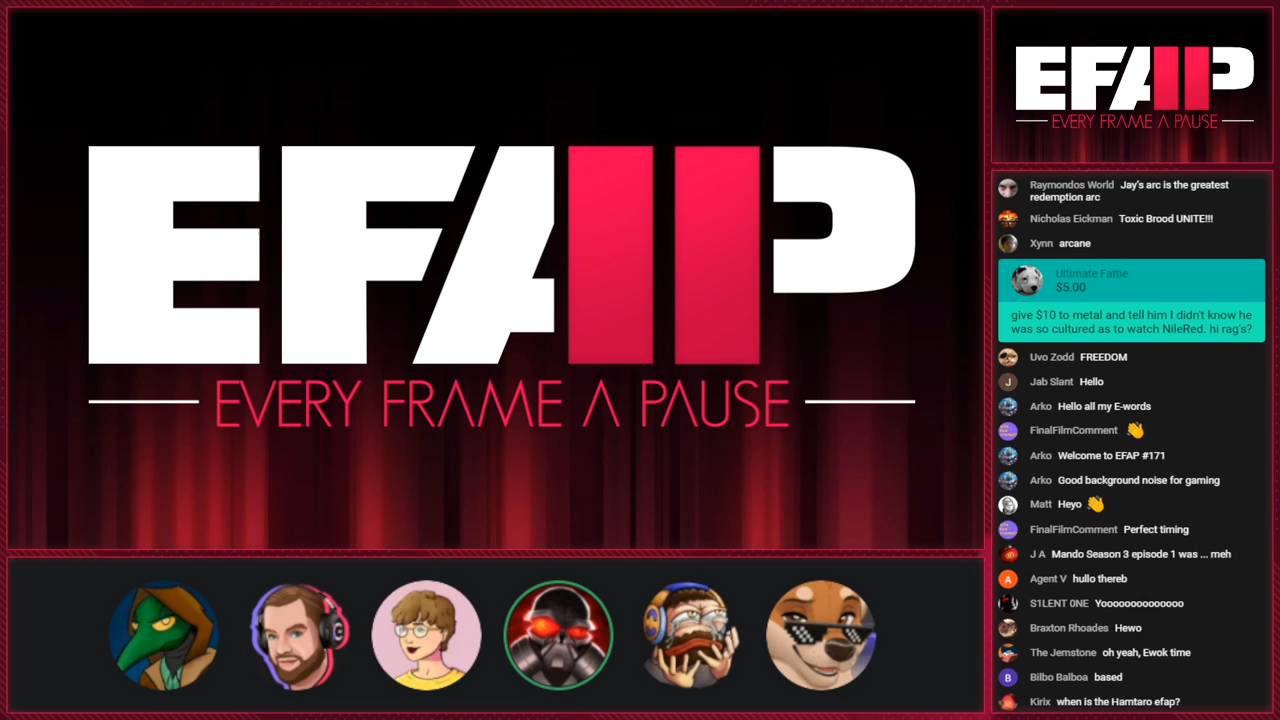 EFAP
EVERY FRAME A PAUSE
EFAP
EVERY FRAME A PAUSE
Raymondos World Jay's arc is the greatest
redemption arc
Nicholas Eickman Toxic Brood UNITE!!!
Xynn arcane
Ultimate Fattie
$5.00
give $10 to metal and tell him I didn't know he
was so cultured as to watch NileRed. hi rag's?
Uvo Zodd FREEDOM
J Jab Slant Hello
Arko Hello all my E-words
FinalFilmComment 👋
Arko Welcome to EFAP #171
Arko Good background noise for gaming
Matt Heyo 👋
FinalFilmComment Perfect timing
J A Mando Season 3 episode 1 was ... meh
A Agent V hullo thereb
S1LENT 0NE Yoooooooooooooo
Braxton Rhoades Hewo
The Jemstone oh yeah, Ewok time
B Bilbo Balboa based
Kirix when is the Hamtaro efap?